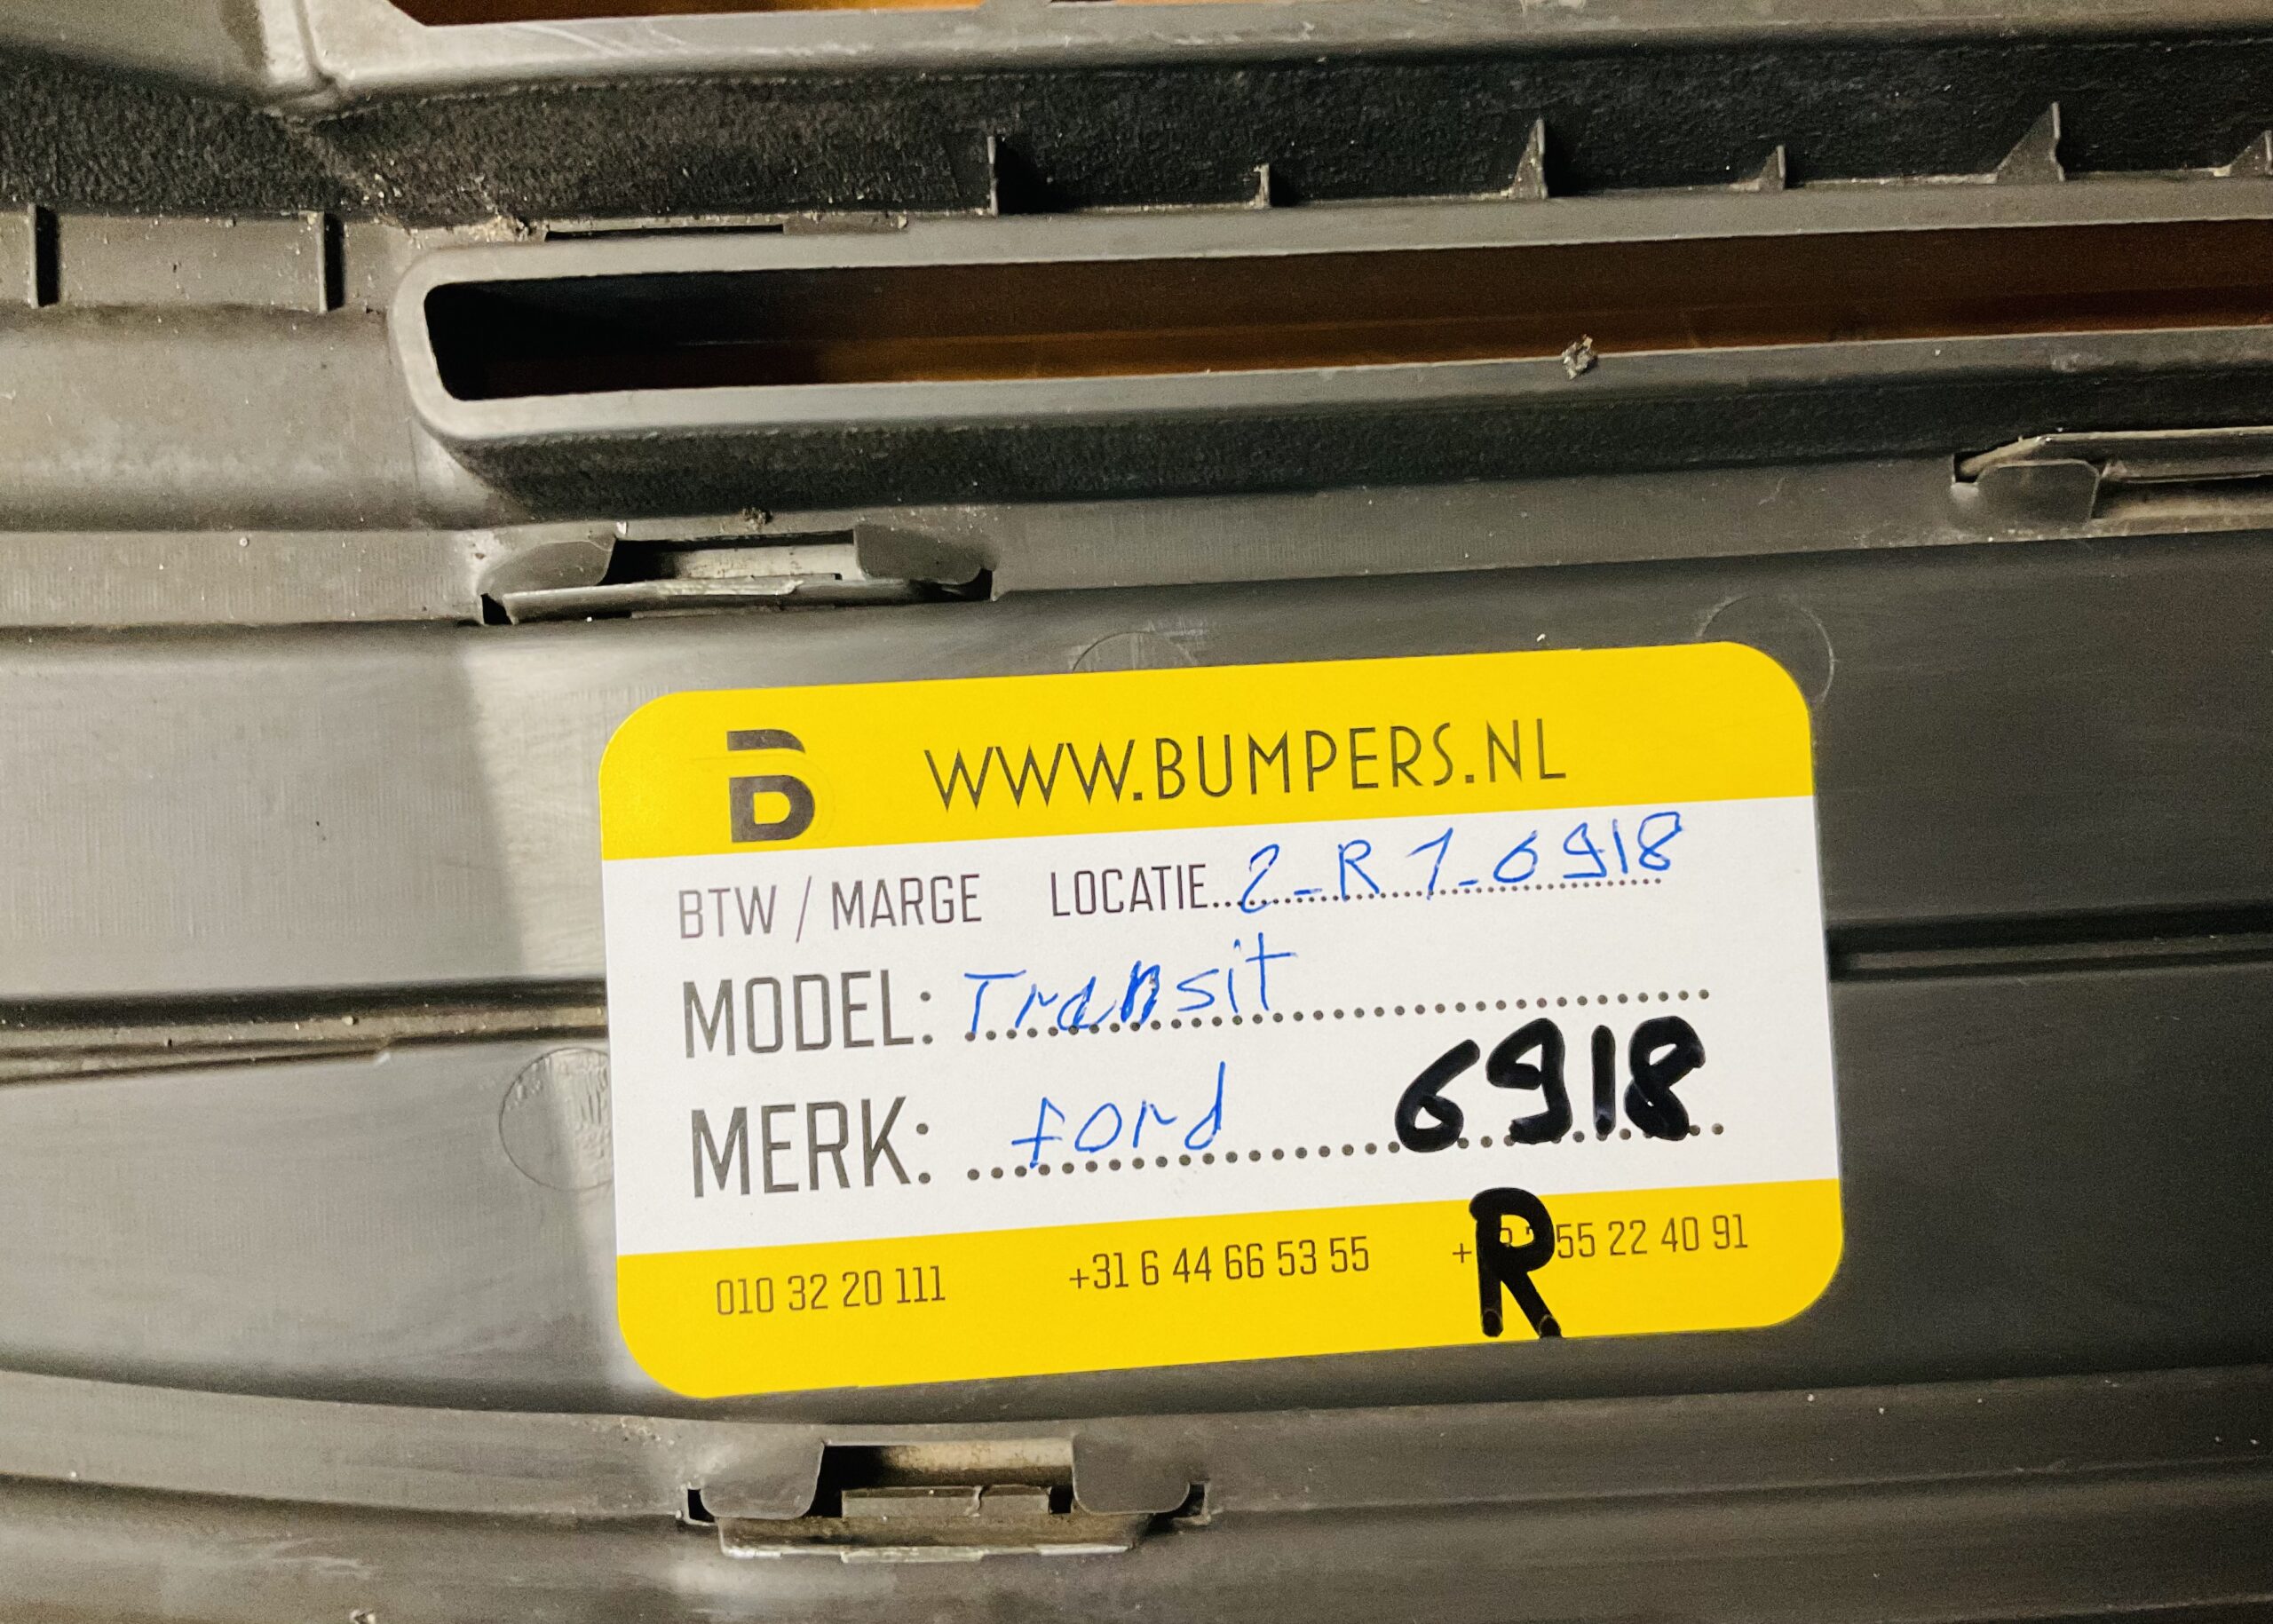 B WWW.BUMPERS.NL
BTW / MARGE LOCATIE 2-R1-6918
MODEL: Transit
MERK: ford 6918
R
010 32 20 111 +31 6 44 66 53 55 55 22 40 91